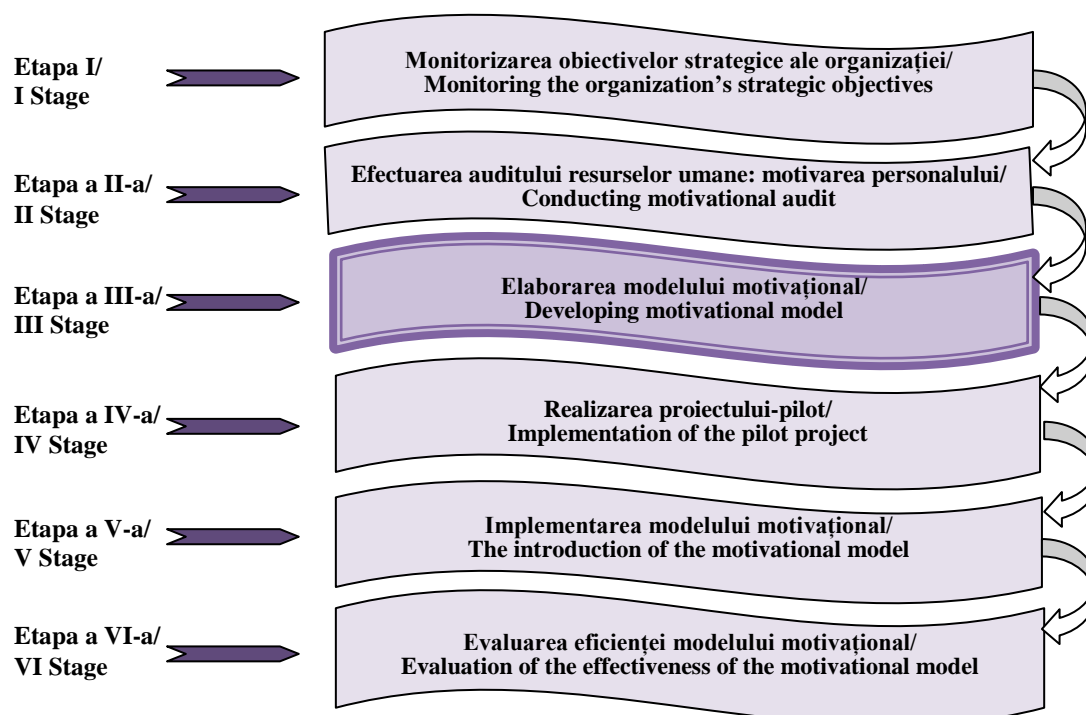 Etapa I/
I Stage
Monitorizarea obiectivelor strategice ale organizației/
Monitoring the organization's strategic objectives
Etapa a II-a/
II Stage
Efectuarea auditului resurselor umane: motivarea personalului/
Conducting motivational audit
Etapa a III-a/
III Stage
Elaborarea modelului motivațional/
Developing motivational model
Etapa a IV-a/
IV Stage
Realizarea proiectului-pilot/
Implementation of the pilot project
Etapa a V-a/
V Stage
Implementarea modelului motivațional/
The introduction of the motivational model
Etapa a VI-a/
VI Stage
Evaluarea eficienței modelului motivațional/
Evaluation of the effectiveness of the motivational model